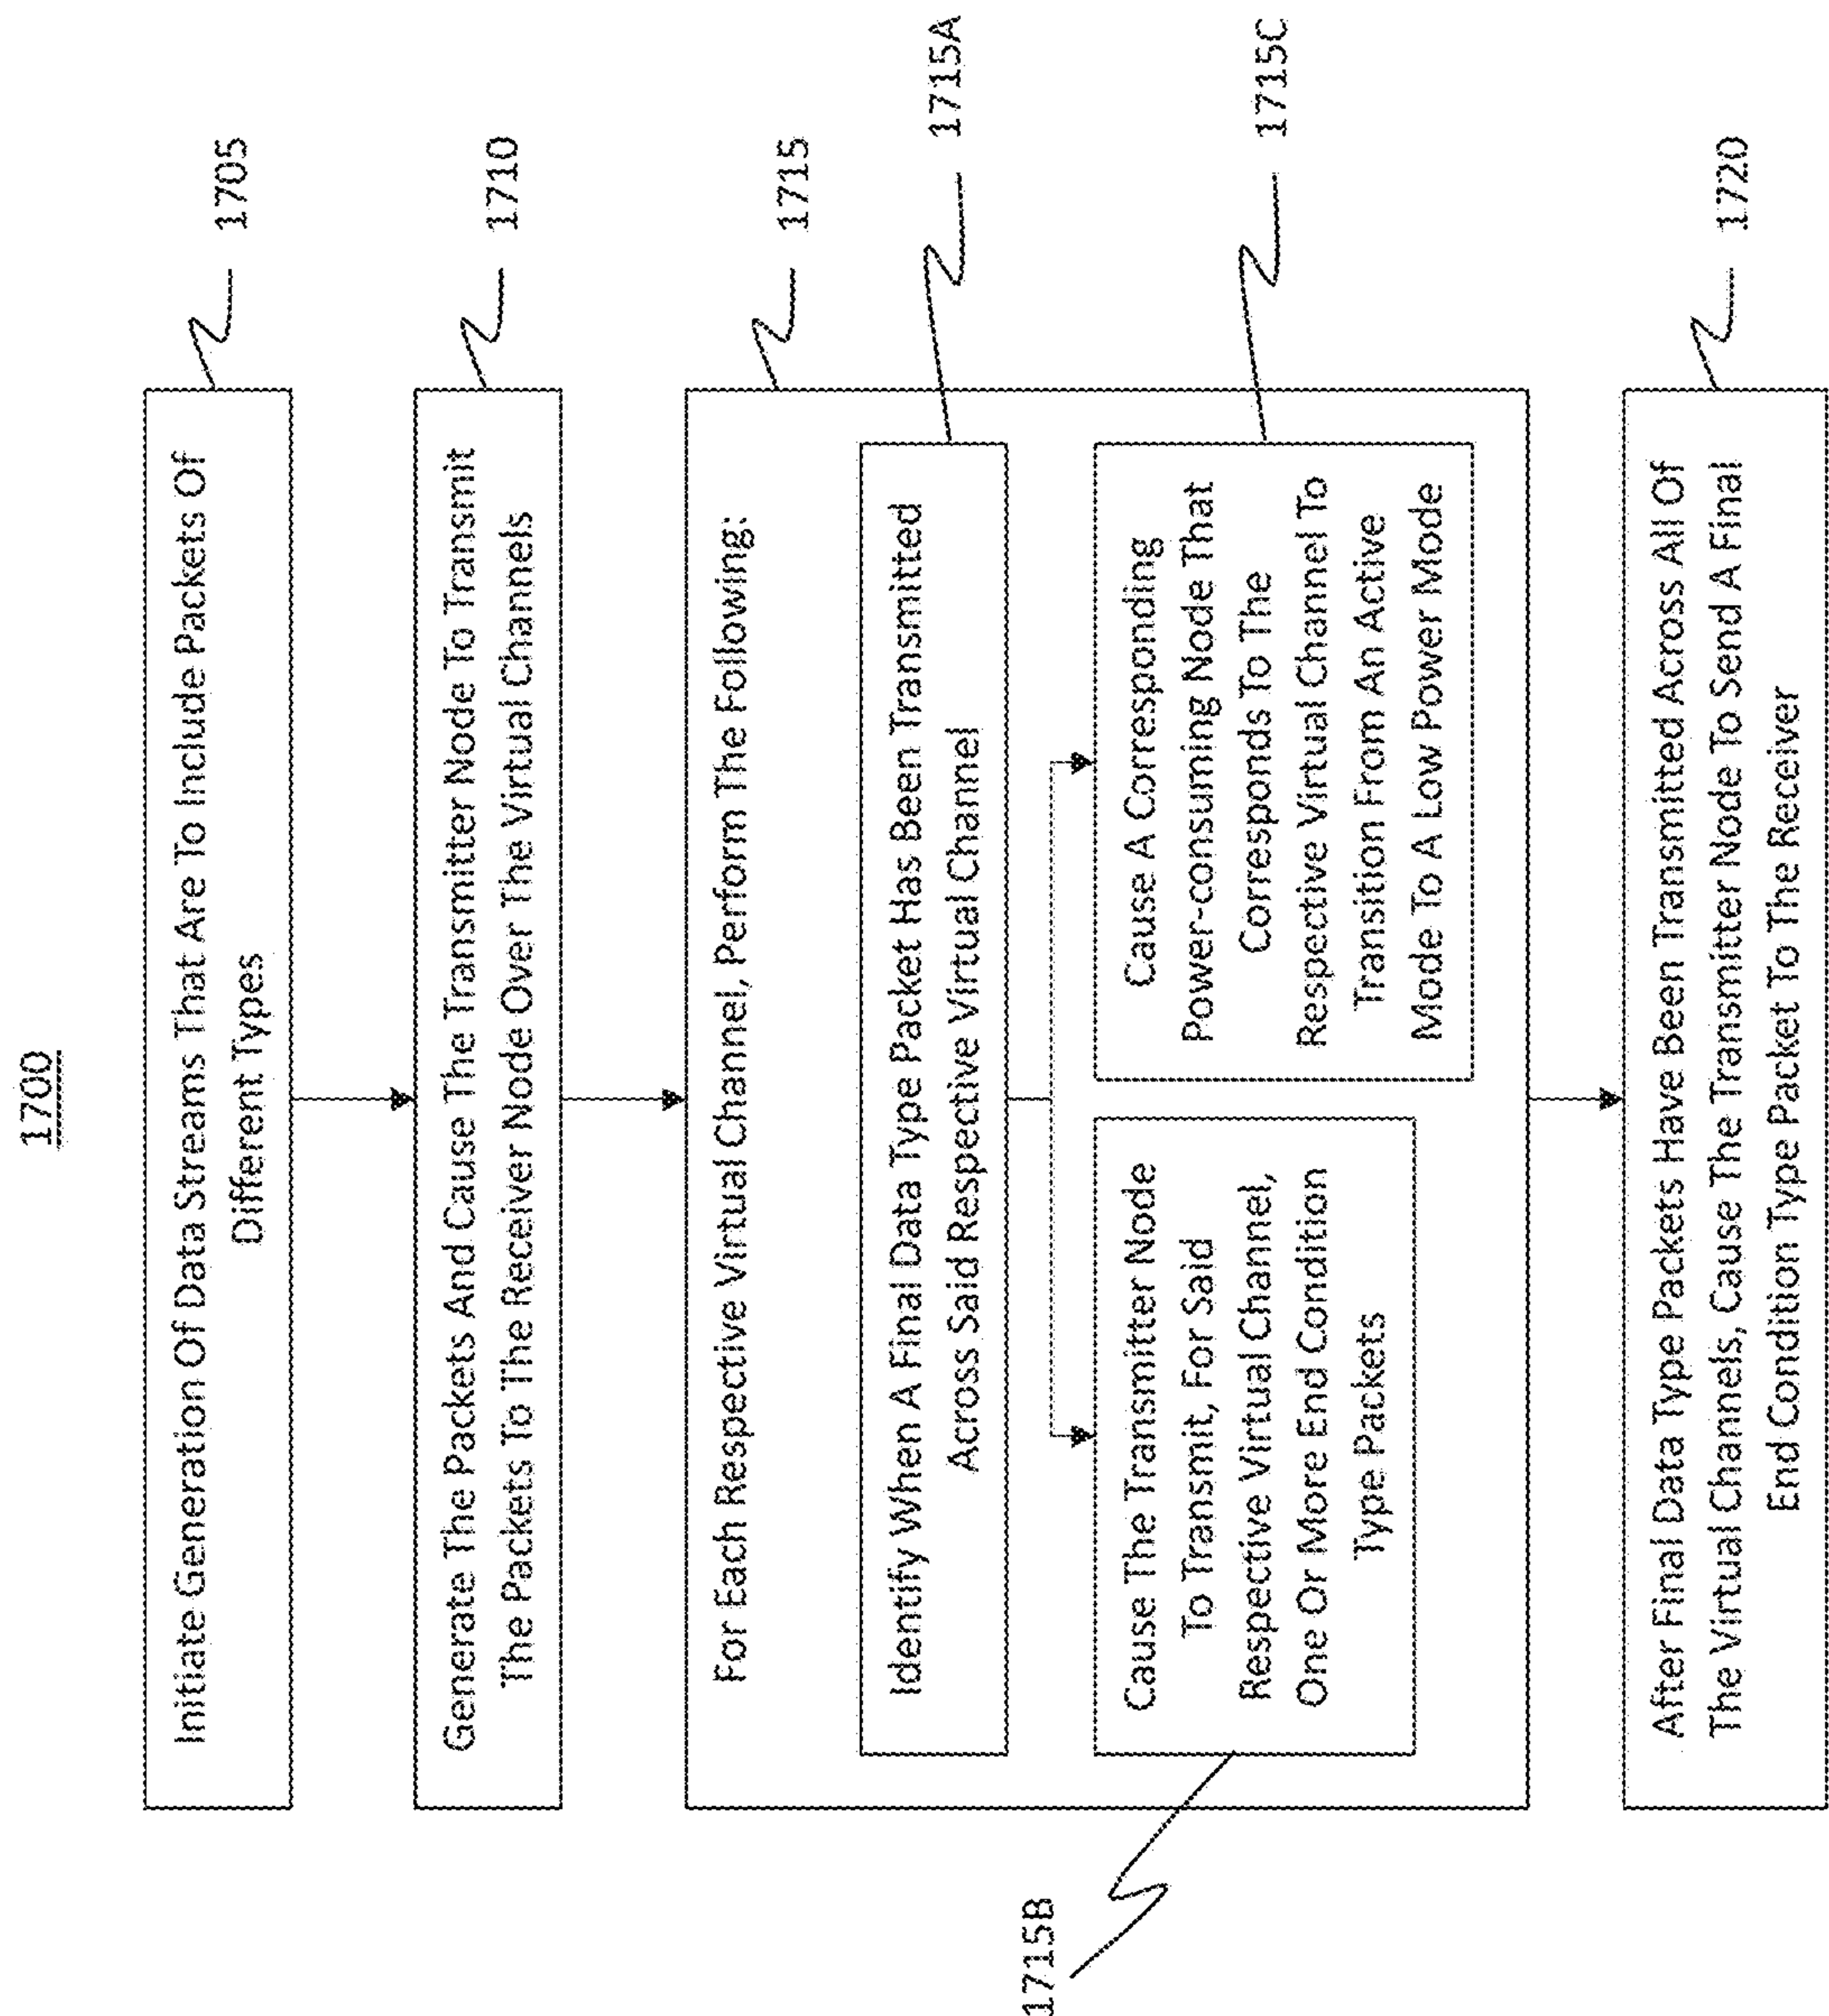 1700
Initiate Generation Of Data Streams That Are To Include Packets Of
Different Types
1705
Generate The Packets And Cause The Transmitter Node To Transmit
The Packets To The Receiver Node Over The Virtual Channels
1710
For Each Respective Virtual Channel, Perform The Following:
1715
Identify When A Final Data Type Packet Has Been Transmitted
Across Said Respective Virtual Channel
1715A
Cause The Transmitter Node
To Transmit, For Said
Respective Virtual Channel,
One Or More End Condition
Type Packets
1715B
Cause A Corresponding
Power-consuming Node That
Corresponds To The
Respective Virtual Channel To
Transition From An Active
Mode To A Low Power Mode
1715C
After Final Data Type Packets Have Been Transmitted Across All Of
The Virtual Channels, Cause The Transmitter Node To Send A Final
End Condition Type Packet To The Receiver
1720